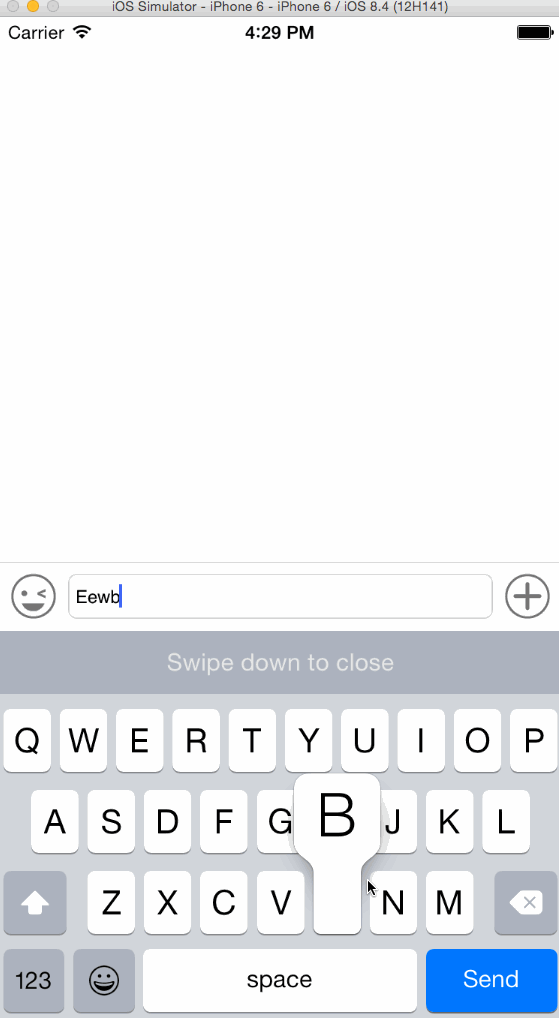 iOS Simulator - iPhone 6 - iPhone 6 / iOS 8.4 (12H141)
Carrier 4:29 PM
Eewb
Swipe down to close
Q W E R T Y U I O P
A S D F G B J K L
Z X C V N M
123 space Send